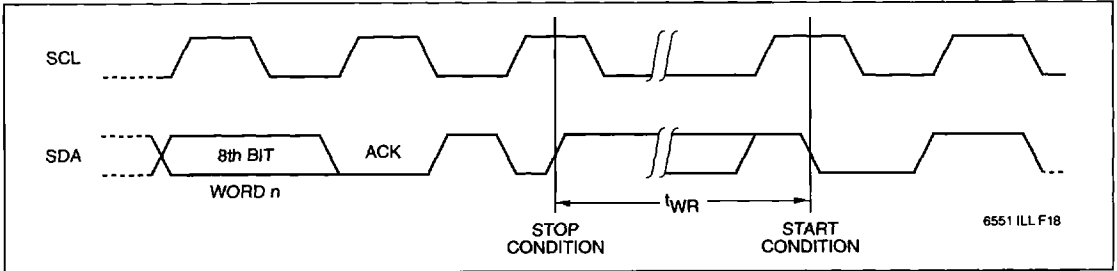 SCL
SDA
8th BIT
ACK
WORD n
tWR
STOP
CONDITION
START
CONDITION
6551 ILL F18